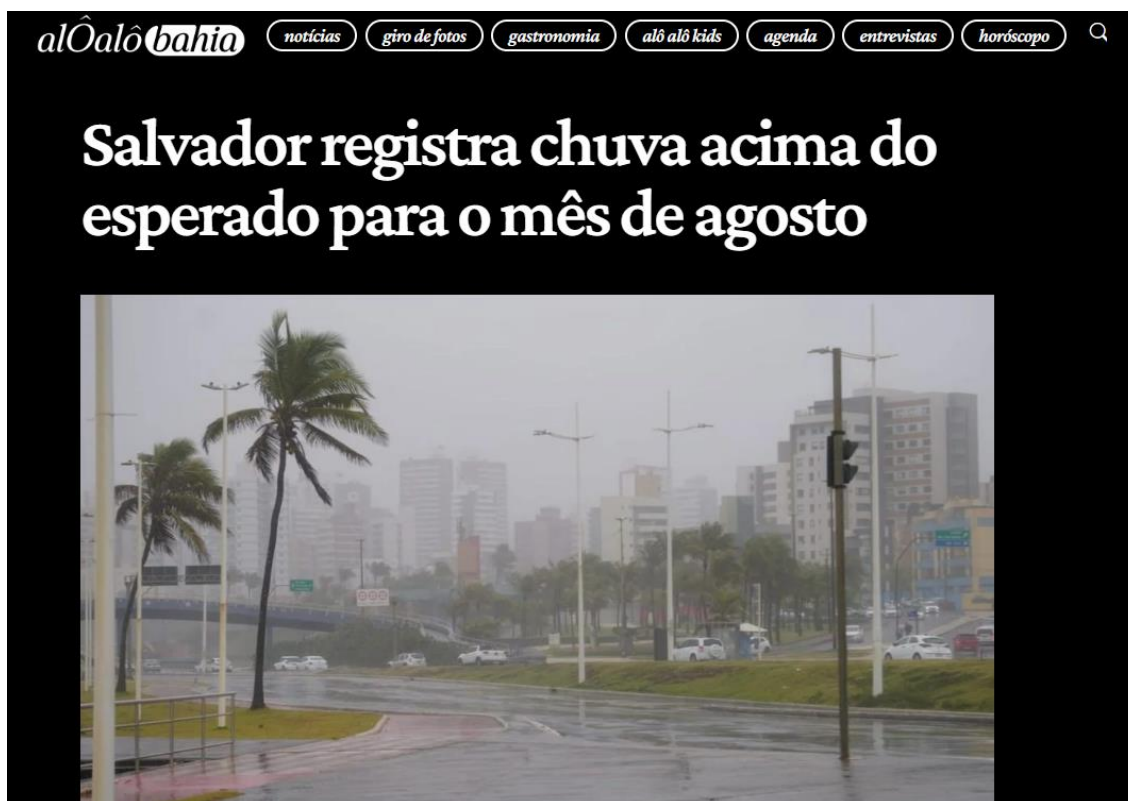 alÔalô bahia
notícias
giro de fotos
gastronomia
alô alô kids
agenda
entrevistas
horóscopo
Salvador registra chuva acima do
esperado para o mês de agosto